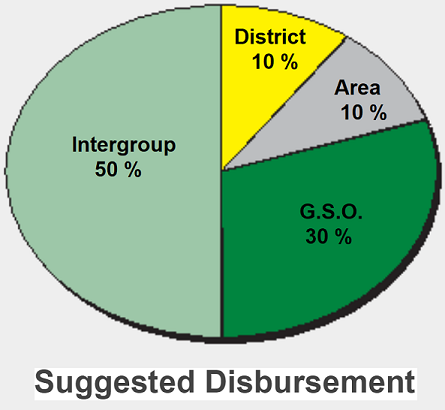 District
10 %
Area
10 %
Intergroup
50 %
G.S.O.
30 %
Suggested Disbursement